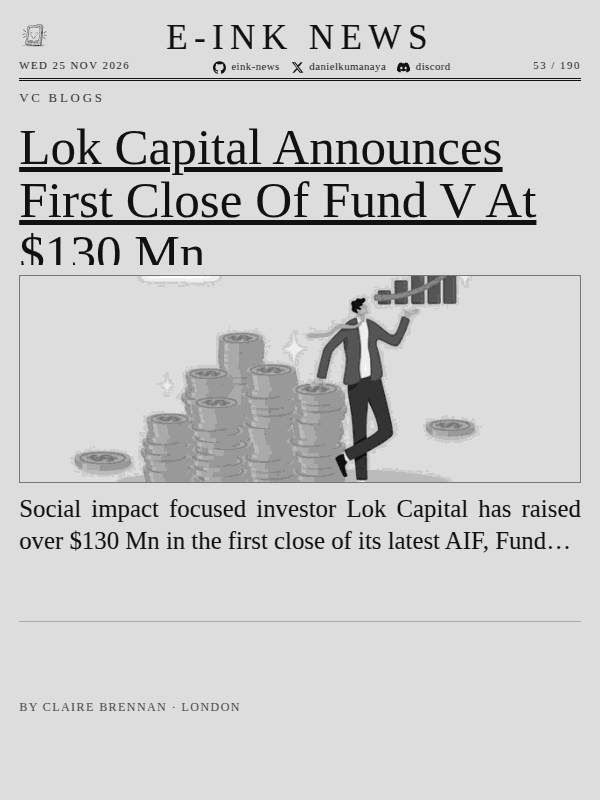 E-INK NEWS
WED 25 NOV 2026
eink-news
danielkumanaya
discord
53 / 190
VC BLOGS
Lok Capital Announces
First Close Of Fund V At
$130 Mn
Social impact focused investor Lok Capital has raised
over $130 Mn in the first close of its latest AIF, Fund…
BY CLAIRE BRENNAN · LONDON